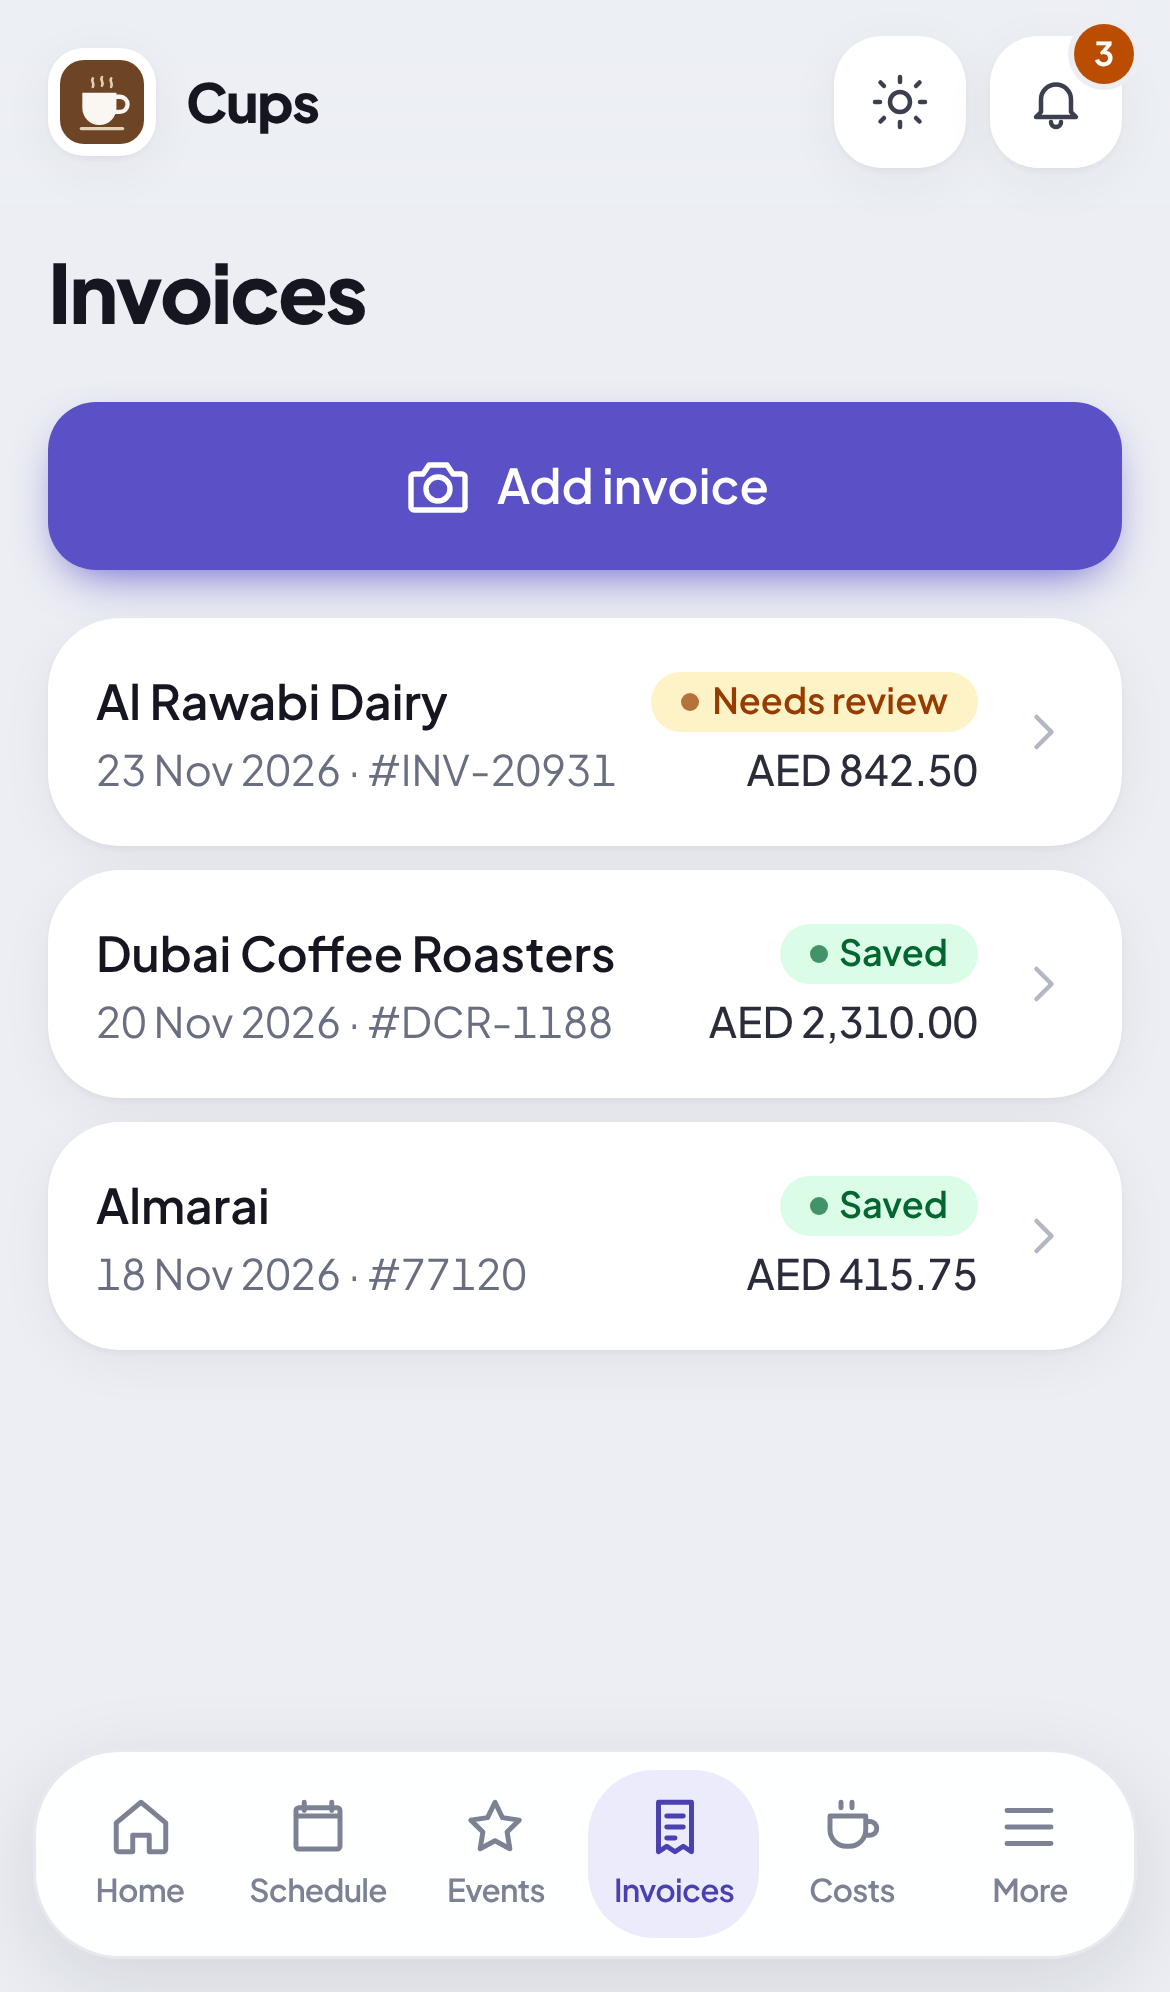 Cups
3
Invoices
Add invoice
Al Rawabi Dairy
Needs review
23 Nov 2026 · #INV-20931
AED 842.50
Dubai Coffee Roasters
Saved
20 Nov 2026 · #DCR-1188
AED 2,310.00
Almarai
Saved
18 Nov 2026 · #77120
AED 415.75
Home
Schedule
Events
Invoices
Costs
More